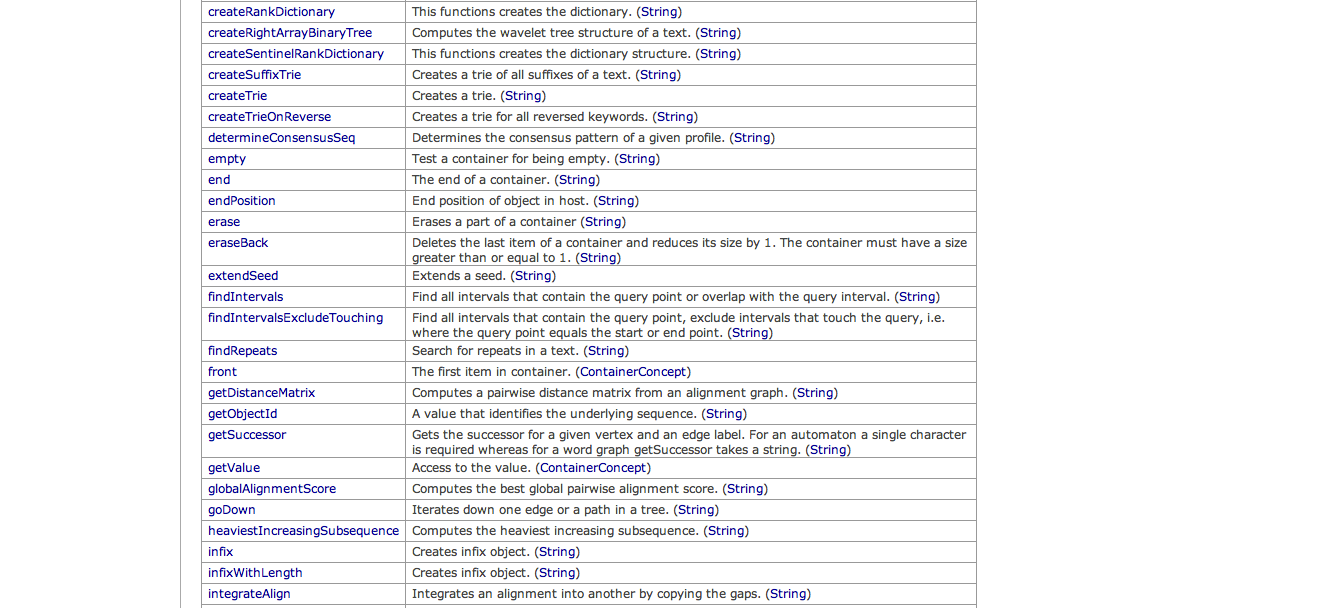 createRankDictionary This functions creates the dictionary. (String)
createRightArrayBinaryTree Computes the wavelet tree structure of a text. (String)
createSentinelRankDictionary This functions creates the dictionary structure. (String)
createSuffixTrie Creates a trie of all suffixes of a text. (String)
createTrie Creates a trie. (String)
createTrieOnReverse Creates a trie for all reversed keywords. (String)
determineConsensusSeq Determines the consensus pattern of a given profile. (String)
empty Test a container for being empty. (String)
end The end of a container. (String)
endPosition End position of object in host. (String)
erase Erases a part of a container (String)
eraseBack Deletes the last item of a container and reduces its size by 1. The container must have a size
greater than or equal to 1. (String)
extendSeed Extends a seed. (String)
findIntervals Find all intervals that contain the query point or overlap with the query interval. (String)
findIntervalsExcludeTouching Find all intervals that contain the query point, exclude intervals that touch the query, i.e.
where the query point equals the start or end point. (String)
findRepeats Search for repeats in a text. (String)
front The first item in container. (ContainerConcept)
getDistanceMatrix Computes a pairwise distance matrix from an alignment graph. (String)
getObjectId A value that identifies the underlying sequence. (String)
getSuccessor Gets the successor for a given vertex and an edge label. For an automaton a single character
is required whereas for a word graph getSuccessor takes a string. (String)
getValue Access to the value. (ContainerConcept)
globalAlignmentScore Computes the best global pairwise alignment score. (String)
goDown Iterates down one edge or a path in a tree. (String)
heaviestIncreasingSubsequence Computes the heaviest increasing subsequence. (String)
infix Creates infix object. (String)
infixWithLength Creates infix object. (String)
integrateAlign Integrates an alignment into another by copying the gaps. (String)